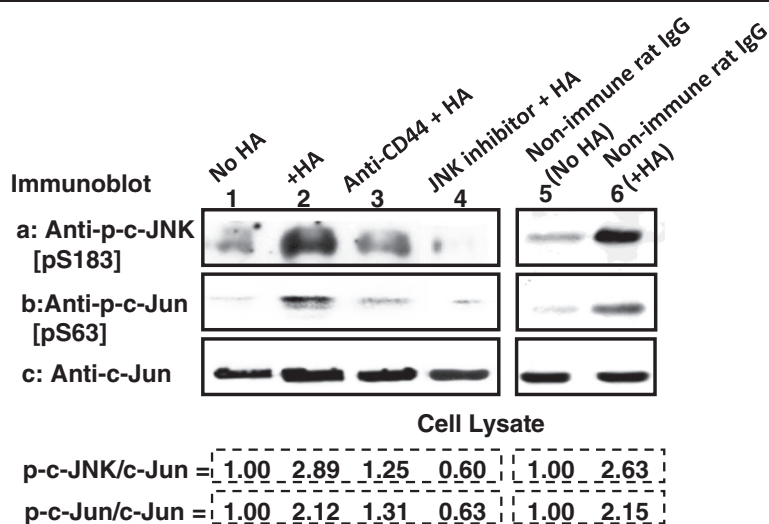 No HA
+HA
Anti-CD44 + HA
JNK inhibitor + HA
Non-immune rat IgG
(No HA)
Non-immune rat IgG
(+HA)
Immunoblot
1 2 3 4 5 6
a: Anti-p-c-JNK
[pS183]
b:Anti-p-c-Jun
[pS63]
c: Anti-c-Jun
Cell Lysate
p-c-JNK/c-Jun = 1.00 2.89 1.25 0.60 1.00 2.63
p-c-Jun/c-Jun = 1.00 2.12 1.31 0.63 1.00 2.15